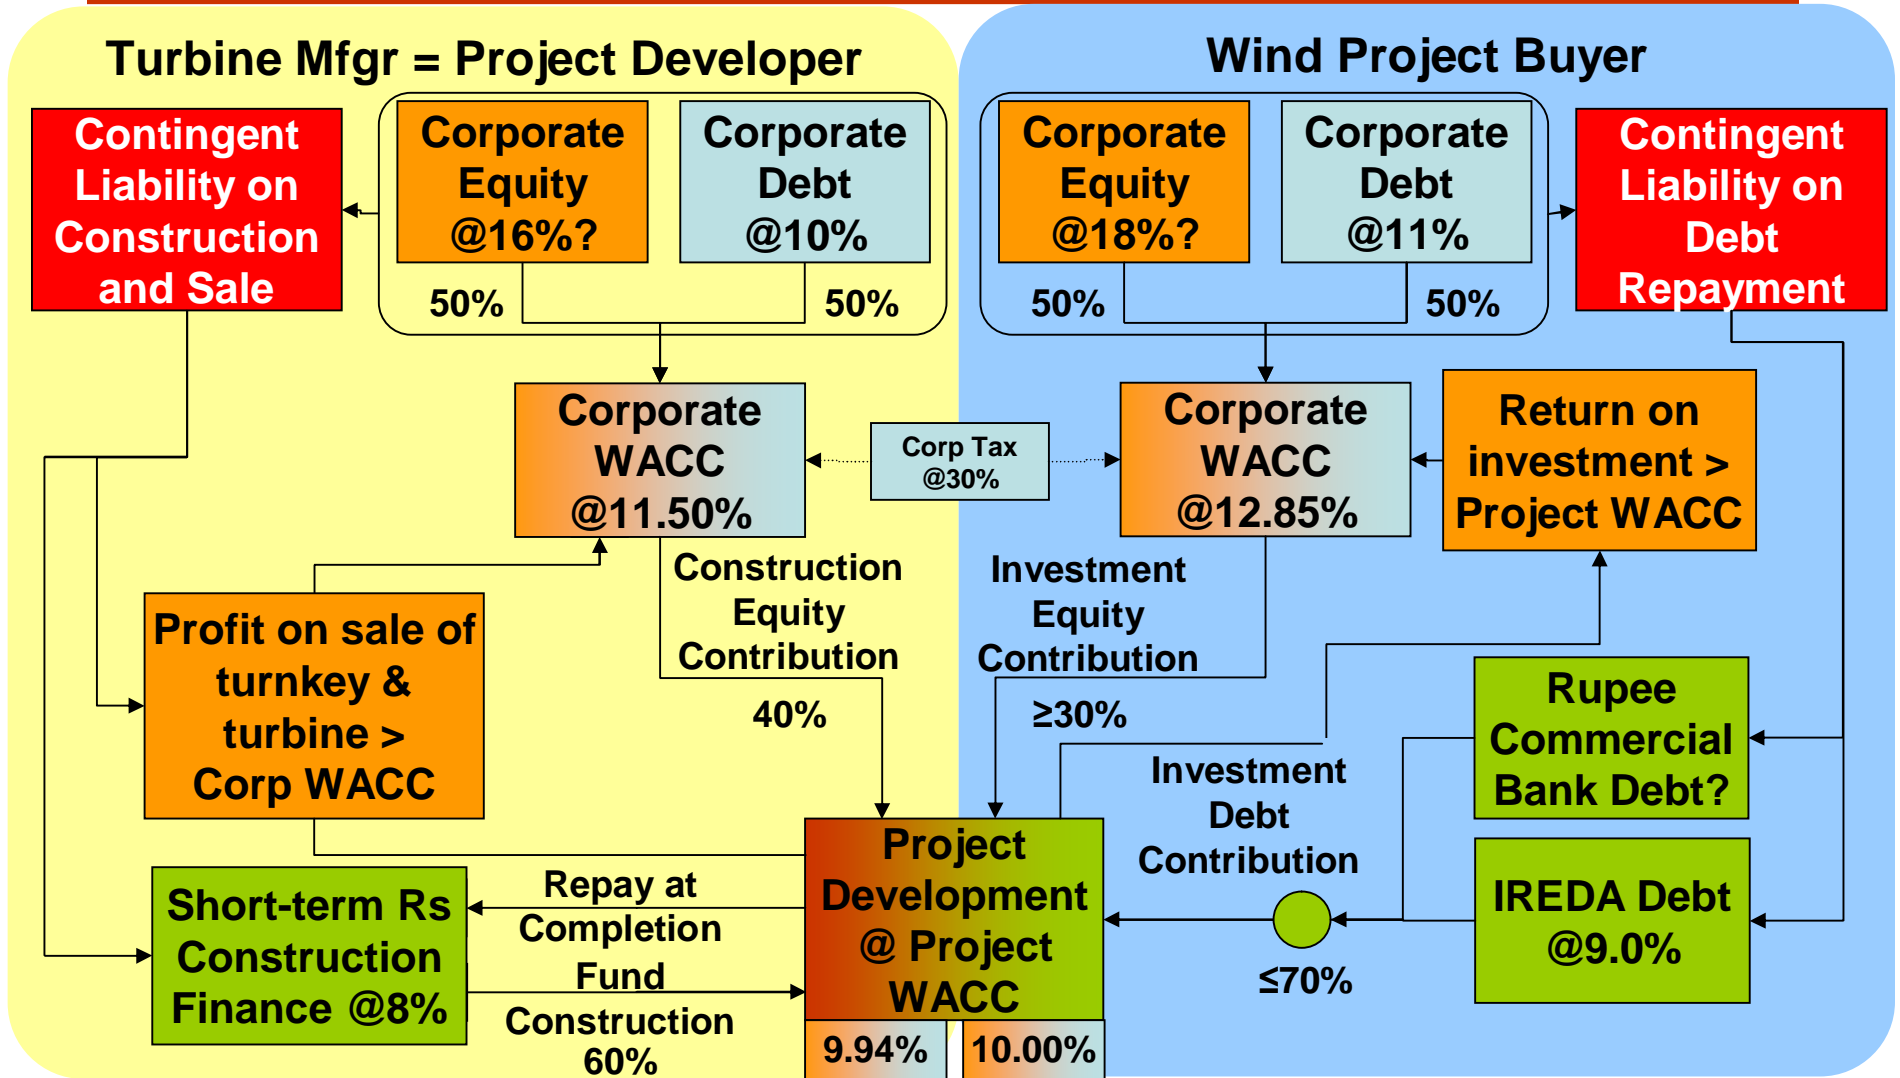 Turbine Mfgr = Project Developer
Contingent
Liability on
Construction
and Sale
Corporate
Equity
@16%?
Corporate
Debt
@10%
50%
50%
Corporate
WACC
@11.50%
Corp Tax
@30%
Construction
Equity
Contribution
40%
Profit on sale of
turnkey &
turbine >
Corp WACC
Short-term Rs
Construction
Finance @8%
Repay at
Completion
Fund
Construction
60%
Wind Project Buyer
Corporate
Equity
@18%?
Corporate
Debt
@11%
50%
50%
Contingent
Liability on
Debt
Repayment
Corporate
WACC
@12.85%
Return on
investment >
Project WACC
Investment
Equity
Contribution
≥30%
Rupee
Commercial
Bank Debt?
Investment
Debt
Contribution
≤70%
IREDA Debt
@9.0%
Project
Development
@ Project
WACC
9.94%
10.00%